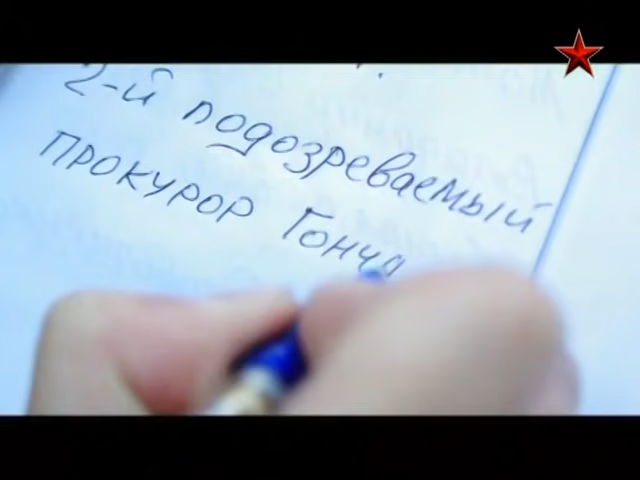 2-й подозреваемый
прокурор Гонча